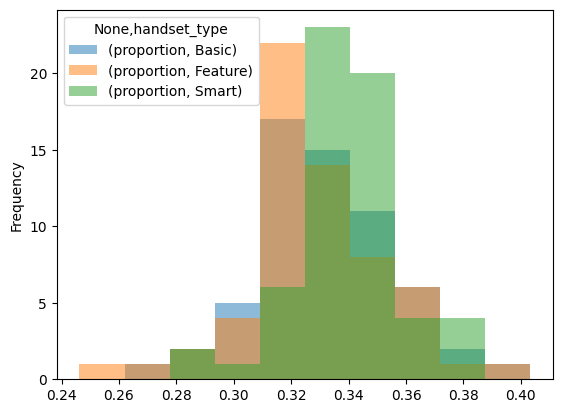 None,handset_type
(proportion, Basic)
(proportion, Feature)
(proportion, Smart)
Frequency
20
15
10
5
0
0.24 0.26 0.28 0.30 0.32 0.34 0.36 0.38 0.40